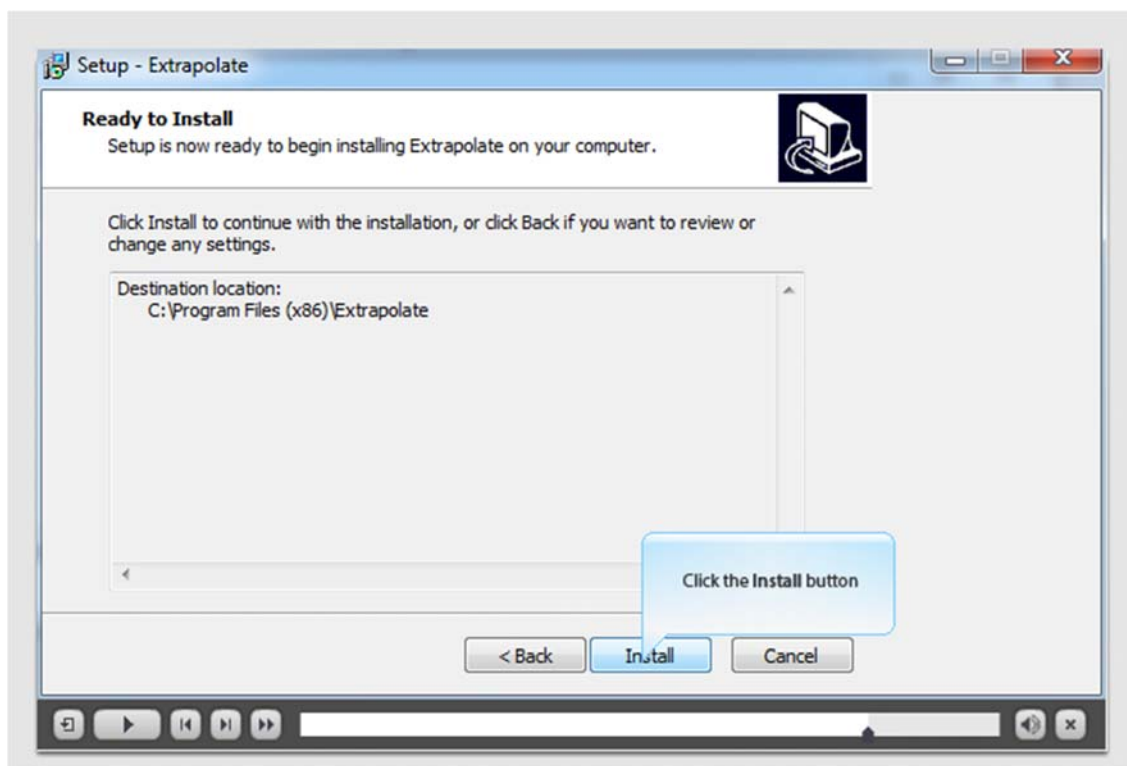 Setup - Extrapolate
Ready to Install
Setup is now ready to begin installing Extrapolate on your computer.
Click Install to continue with the installation, or click Back if you want to review or
change any settings.
Destination location:
C:\Program Files (x86)\Extrapolate
Click the Install button
< Back
Install
Cancel